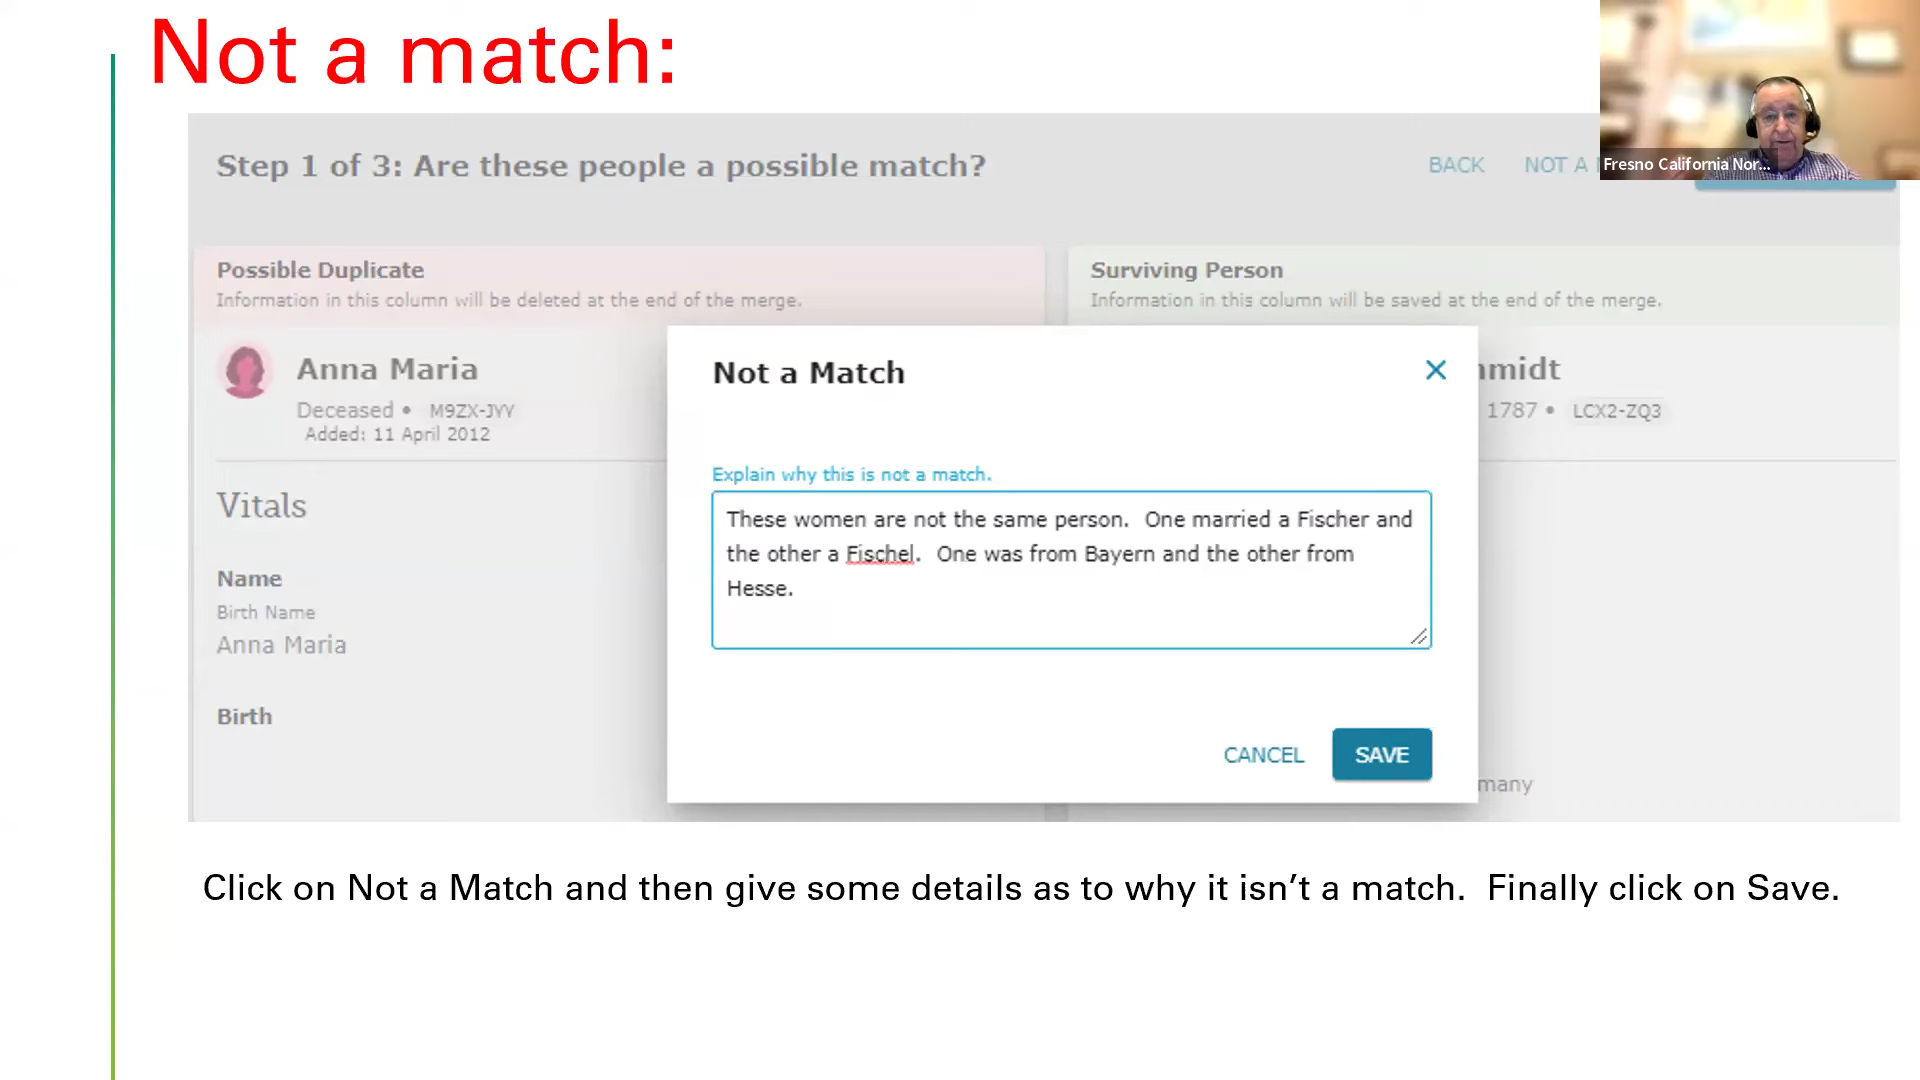 Not a match:
Step 1 of 3: Are these people a possible match?
BACK NOT A
Fresno California Nor...
Possible Duplicate
Information in this column will be deleted at the end of the merge.
Surviving Person
Information in this column will be saved at the end of the merge.
Anna Maria
Deceased • M9ZX-JYY
Added: 11 April 2012
hmidt
1787 • LCX2-ZQ3
Not a Match
Explain why this is not a match.
These women are not the same person. One married a Fischer and
the other a Fischel. One was from Bayern and the other from
Hesse.
CANCEL SAVE
Vitals
Name
Birth Name
Anna Maria
Birth
many
Click on Not a Match and then give some details as to why it isn't a match. Finally click on Save.